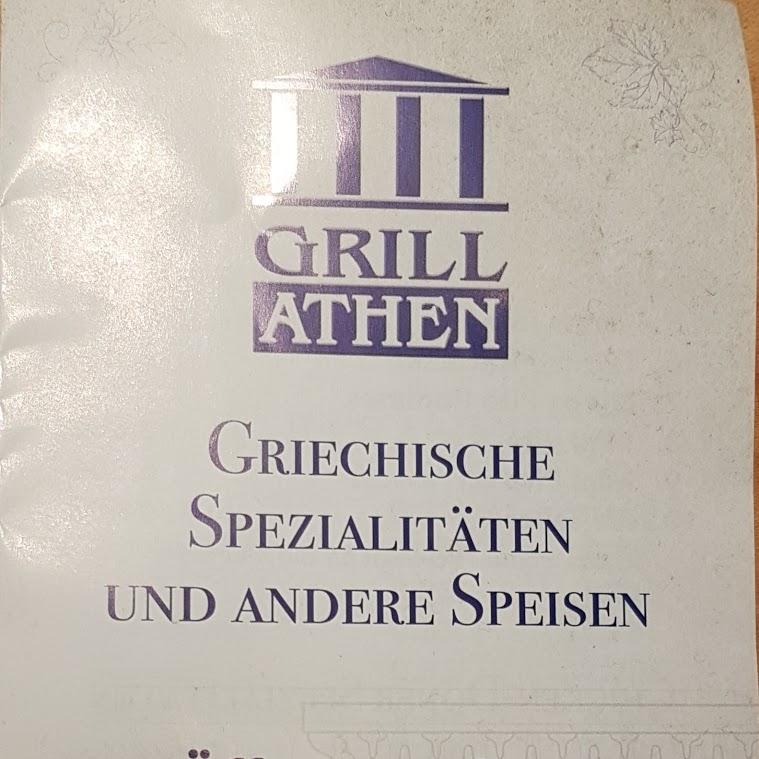 GRILL
ATHEN
GRIECHISCHE
SPEZIALITÄTEN
UND ANDERE SPEISEN